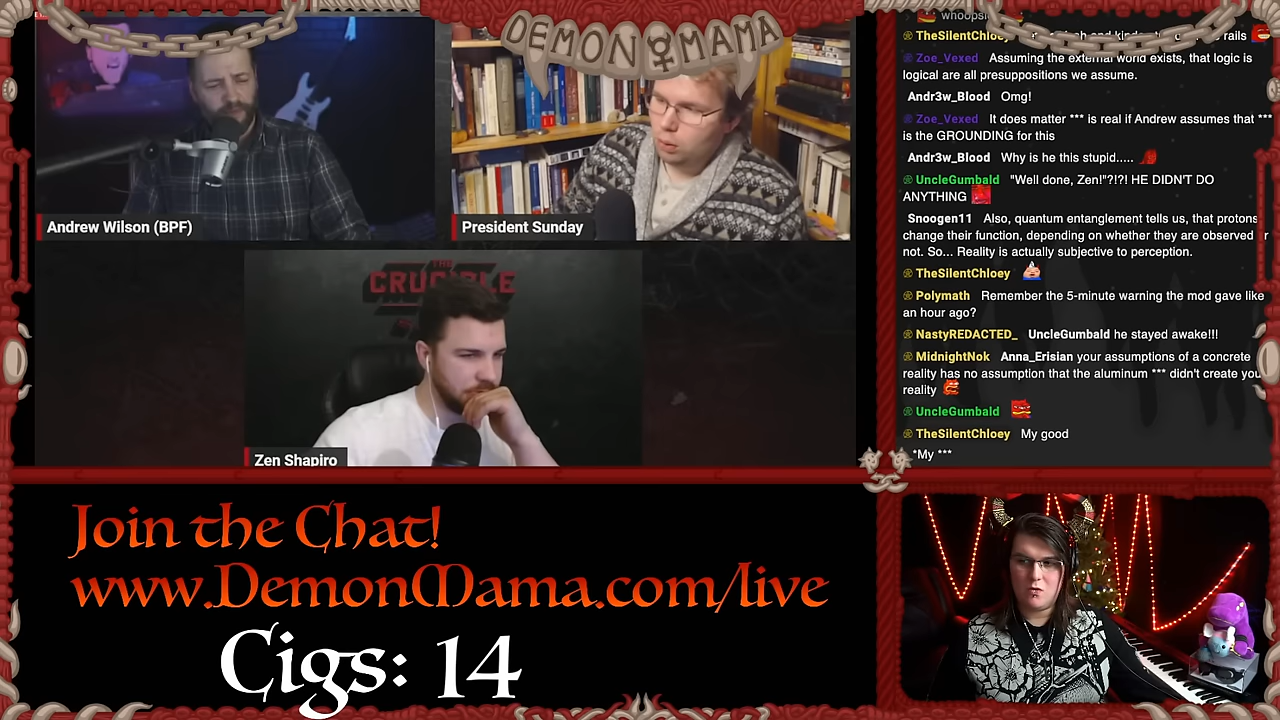 DEMON MAMA
Andrew Wilson (BPF)
President Sunday
THE
CRUCIBLE
Zen Shapiro
whoopsie
TheSilentChloey rails
Zoe_Vexed Assuming the external world exists, that logic is
logical are all presuppositions we assume.
Andr3w_Blood Omg!
Zoe_Vexed It does matter *** is real if Andrew assumes that ***
is the GROUNDING for this
Andr3w_Blood Why is he this stupid.....
UncleGumbald "Well done, Zen!"?!?! HE DIDN'T DO
ANYTHING
Snoogen11 Also, quantum entanglement tells us, that protons
change their function, depending on whether they are observed or
not. So... Reality is actually subjective to perception.
TheSilentChloey
Polymath Remember the 5-minute warning the mod gave like
an hour ago?
NastyREDACTED_ UncleGumbald he stayed awake!!!
MidnightNok Anna_Erisian your assumptions of a concrete
reality has no assumption that the aluminum *** didn't create you
reality
UncleGumbald
TheSilentChloey My good
*My ***
Join the Chat!
www.DemonMama.com/live
Cigs: 14